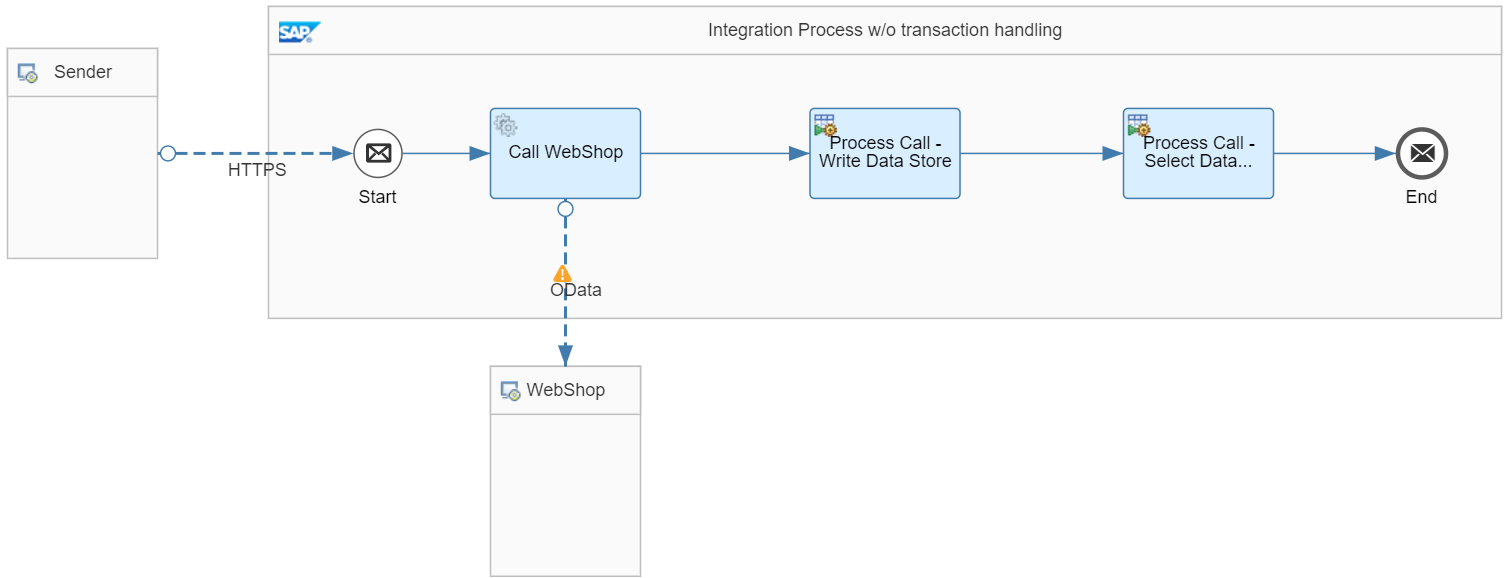 SAP
Integration Process w/o transaction handling
Sender
HTTPS
Start
Call WebShop
Process Call -
Write Data Store
Process Call -
Select Data...
End
OData
WebShop